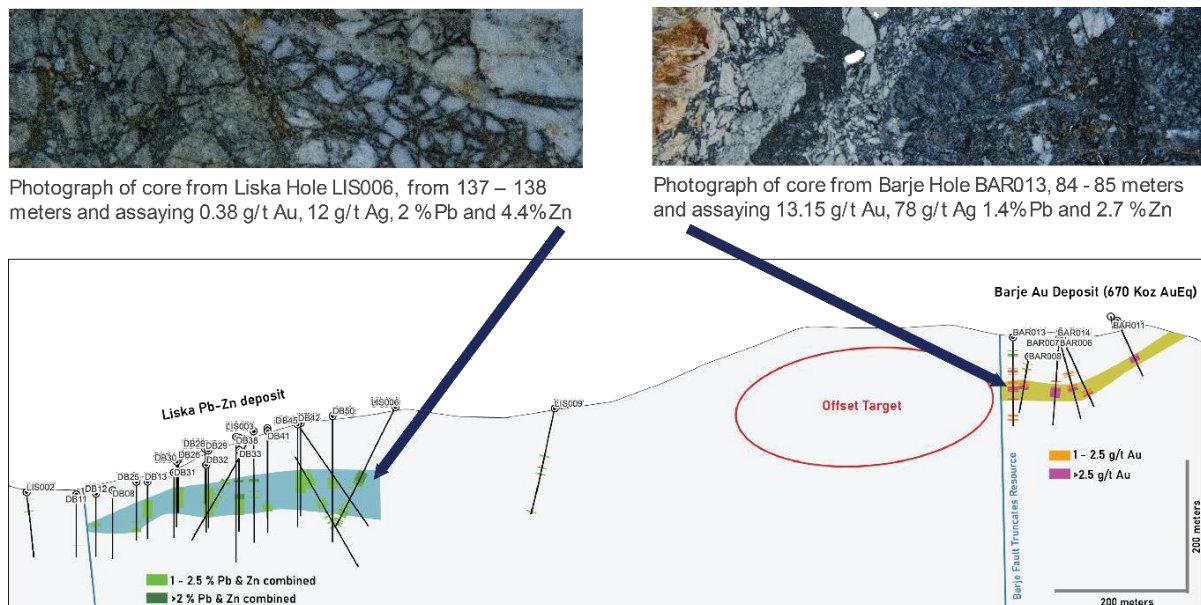 Photograph of core from Liska Hole LIS006, from 137 – 138
meters and assaying 0.38 g/t Au, 12 g/t Ag, 2 %Pb and 4.4%Zn
Photograph of core from Barje Hole BAR013, 84 - 85 meters
and assaying 13.15 g/t Au, 78 g/t Ag 1.4%Pb and 2.7 %Zn
Barje Au Deposit (670 Koz AuEq)
BAR013
BAR014
BAR011
BAR007
BAR006
BAR008
Offset Target
Liska Pb-Zn deposit
LIS006
LIS009
DB50
DB42
DB45
LIS003
DB41
DB38
DB28
DB29
DB33
DB30
DB26
DB32
DB31
DB25
DB13
LIS002
DB12
DB08
DB11
1 - 2.5 g/t Au
>2.5 g/t Au
Barje Fault Truncates Resource
200 meters
200 meters
1 - 2.5 % Pb & Zn combined
>2 % Pb & Zn combined